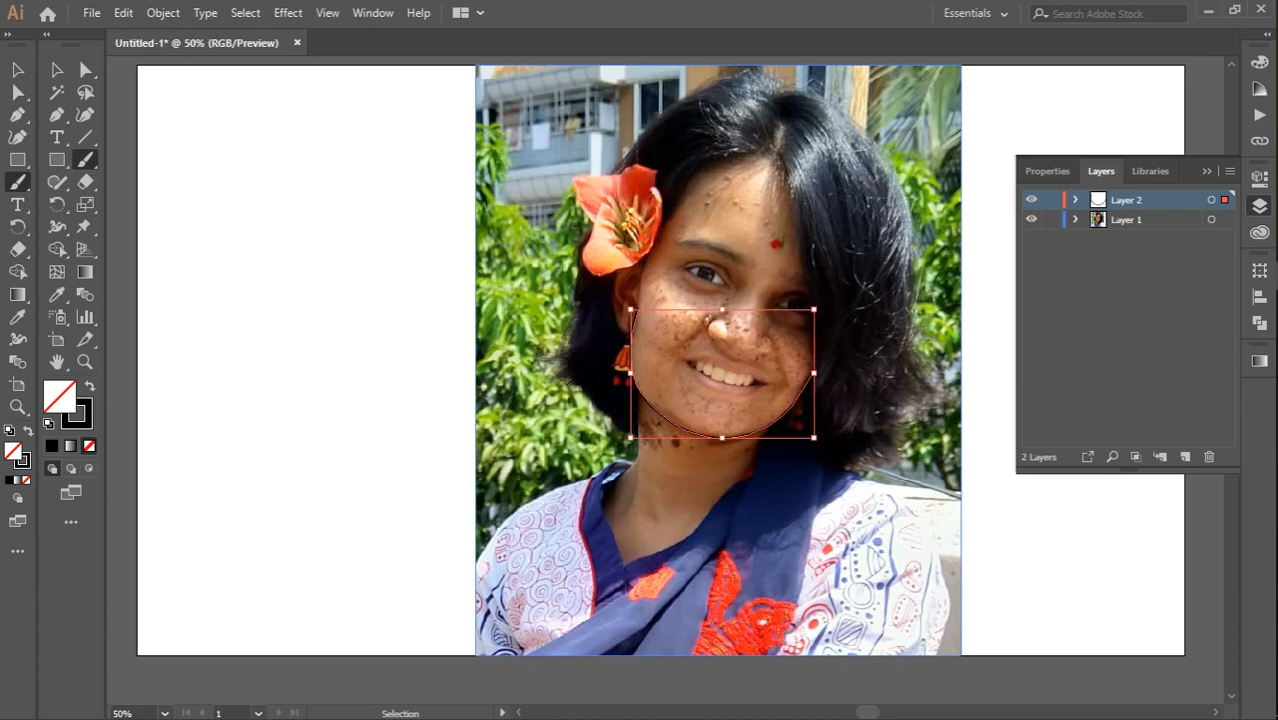 Ai File Edit Object Type Select Effect View Window Help Essentials Search Adobe Stock
Untitled-1* @ 50% (RGB/Preview) ×
Properties Layers Libraries
Layer 2
Layer 1
2 Layers
50% 1 Selection